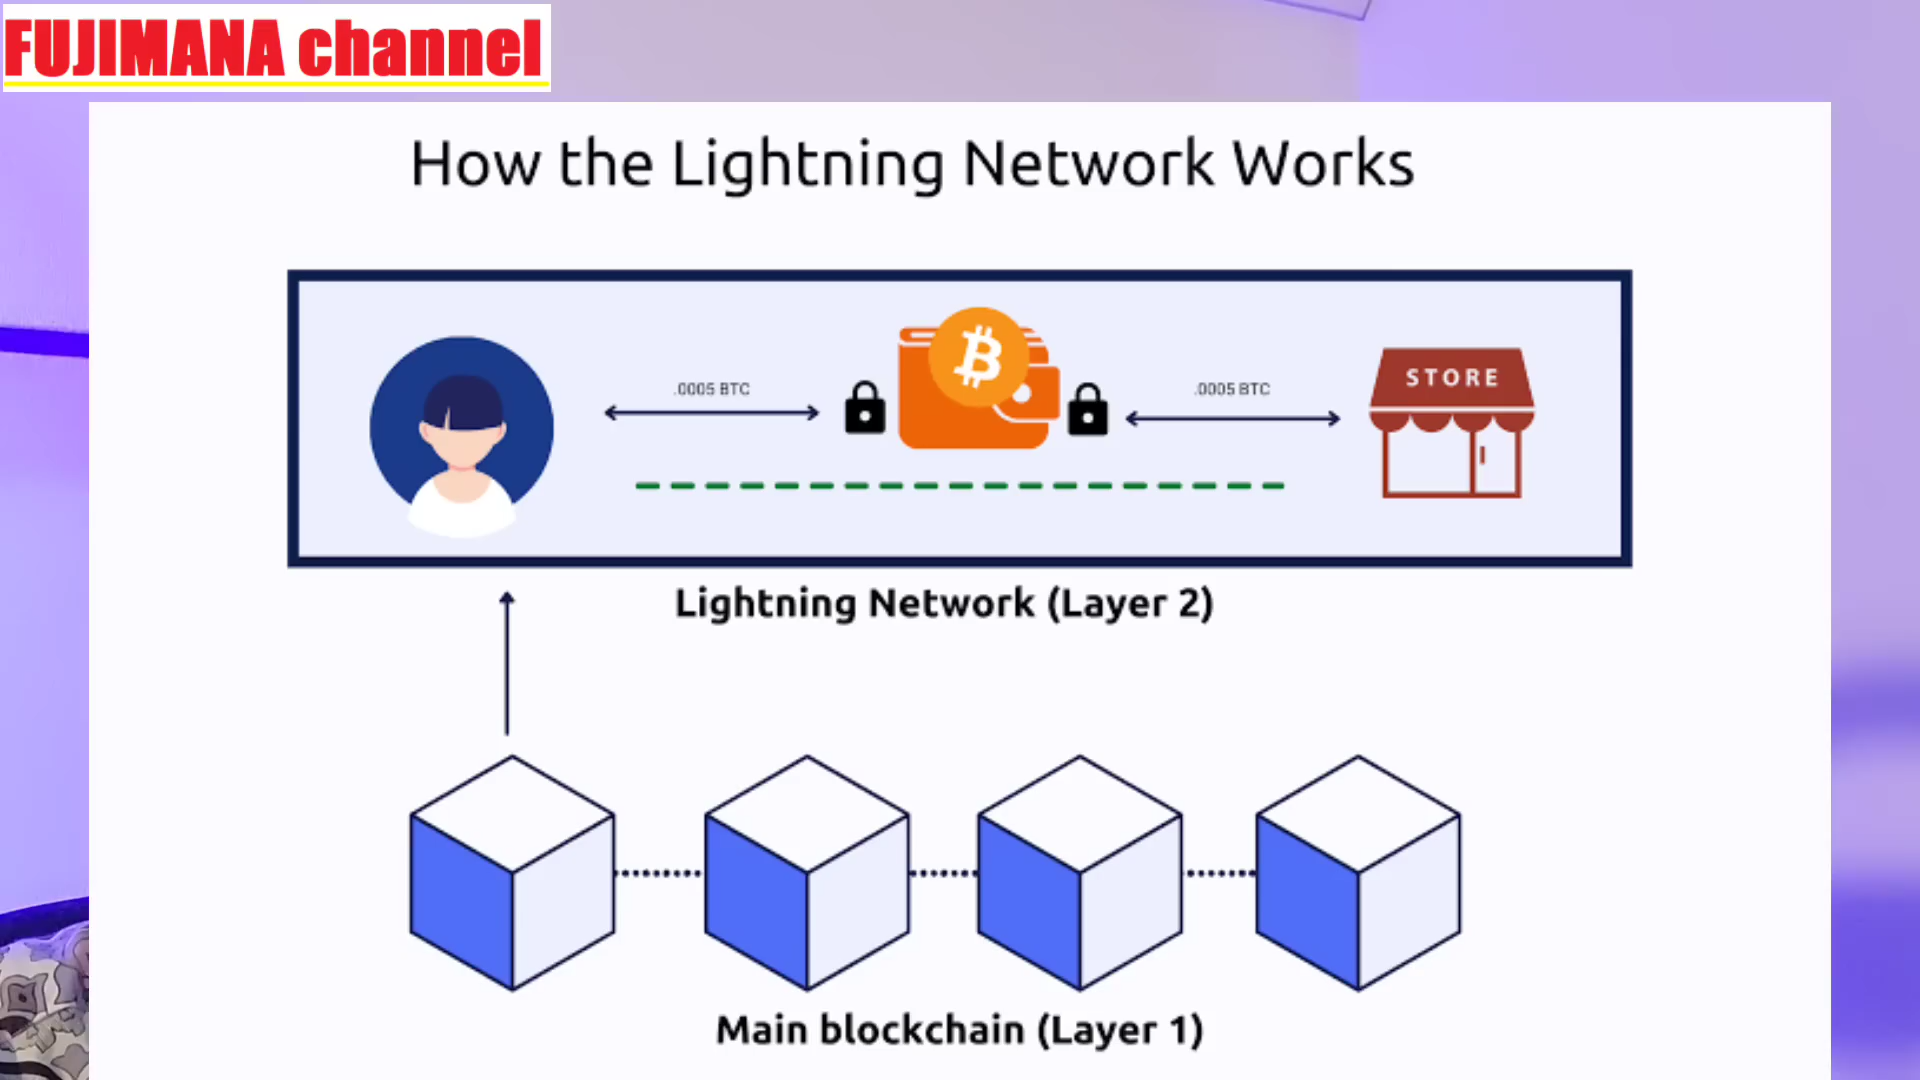 FUJIMANA channel
How the Lightning Network Works
.0005 BTC
.0005 BTC
STORE
Lightning Network (Layer 2)
Main blockchain (Layer 1)